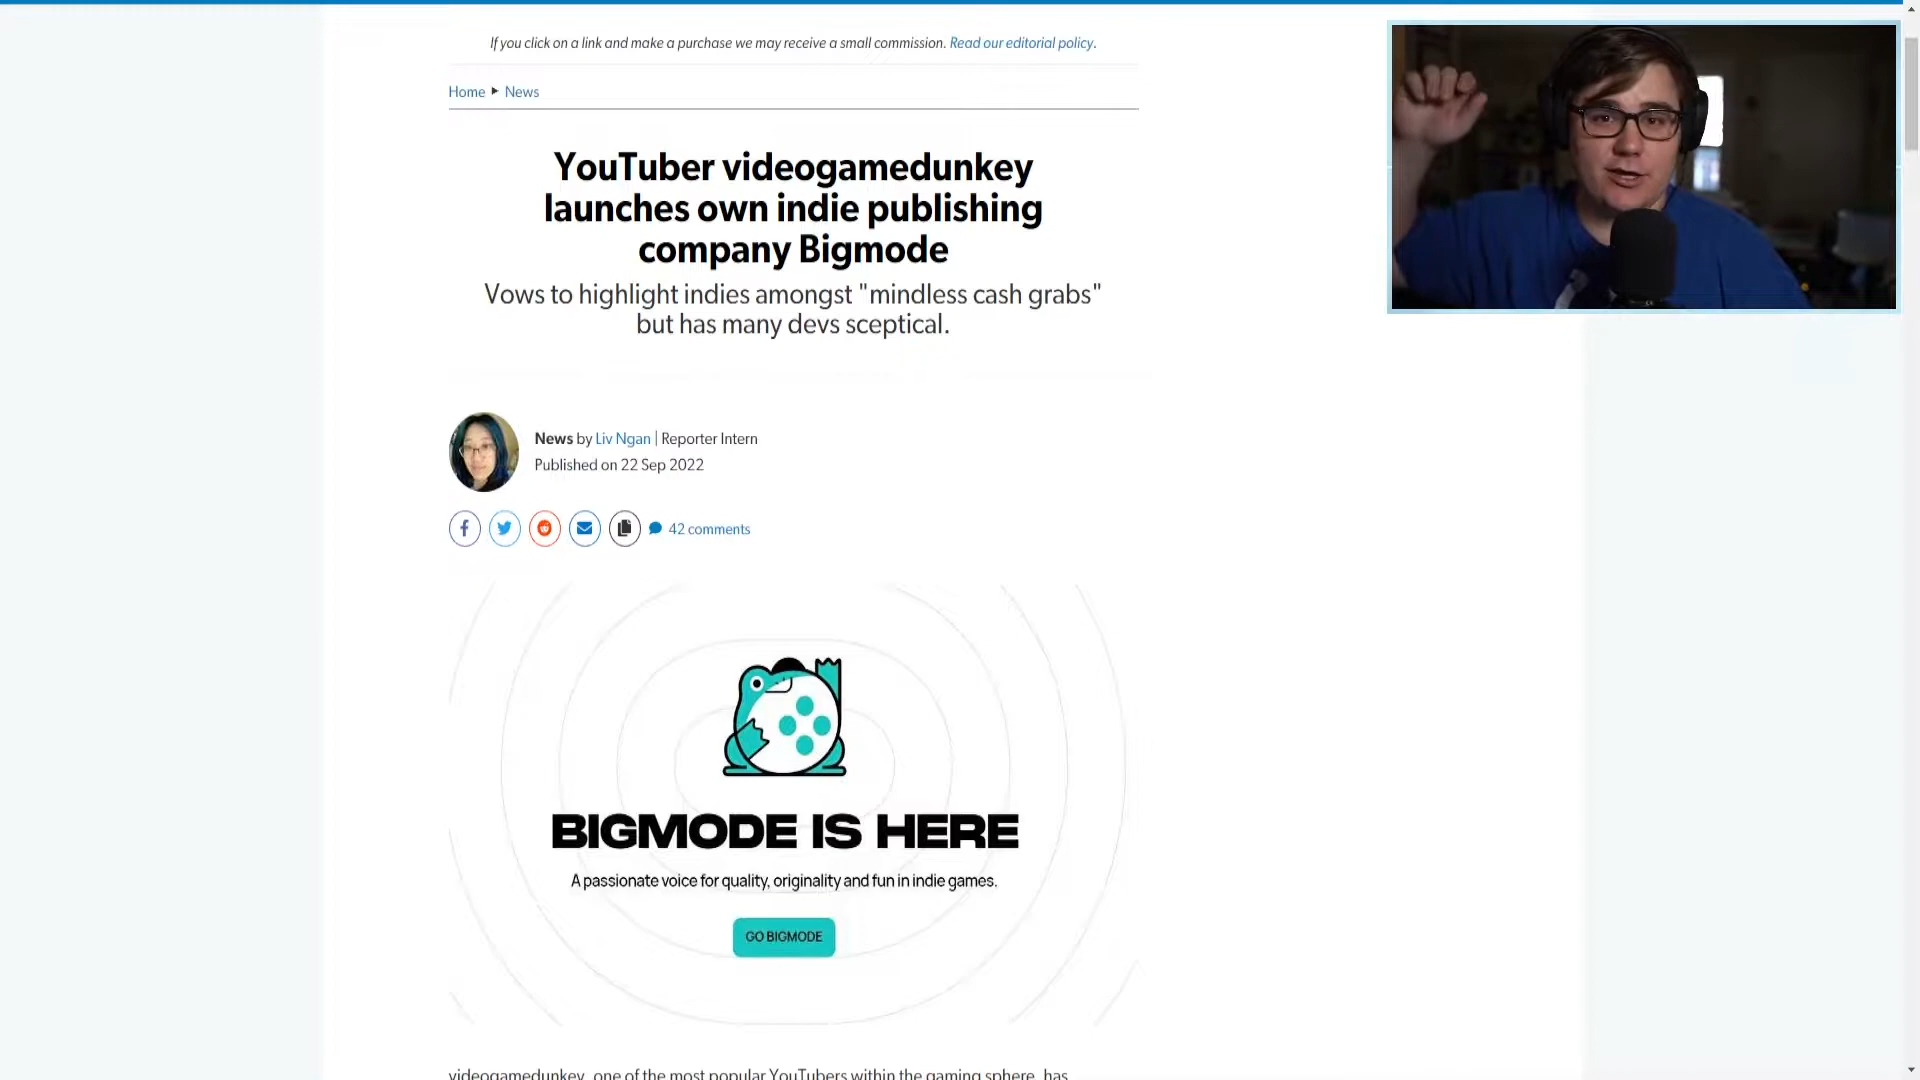 If you click on a link and make a purchase we may receive a small commission. Read our editorial policy.
Home ▸ News
YouTuber videogamedunkey
launches own indie publishing
company Bigmode
Vows to highlight indies amongst "mindless cash grabs"
but has many devs sceptical.
News by Liv Ngan | Reporter Intern
Published on 22 Sep 2022
42 comments
BIGMODE IS HERE
A passionate voice for quality, originality and fun in indie games.
GO BIGMODE
videogamedunkey, one of the most popular YouTubers within the gaming sphere, has